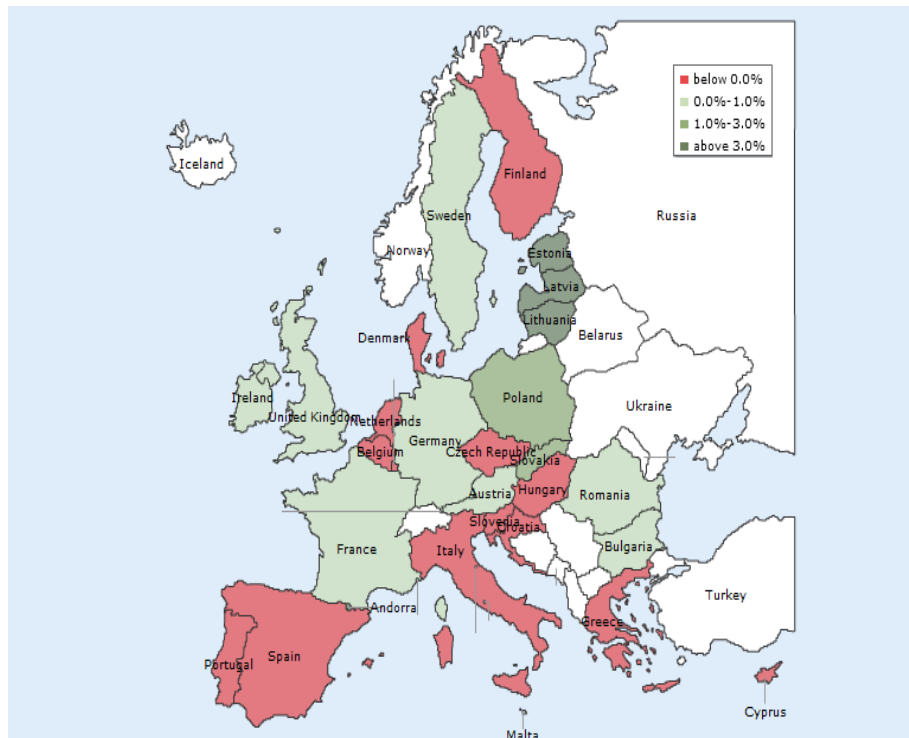 below 0.0%
0.0%-1.0%
1.0%-3.0%
above 3.0%
Iceland
Finland
Sweden
Russia
Norway
Estonia
Latvia
Lithuania
Denmark
Belarus
Ireland
Poland
United Kingdom
Netherlands
Ukraine
Germany
Belgium
Czech Republic
Slovakia
Austria
Hungary
Romania
Slovenia
Croatia
France
Italy
Bulgaria
Andorra
Turkey
Greece
Portugal
Spain
Cyprus
Malta